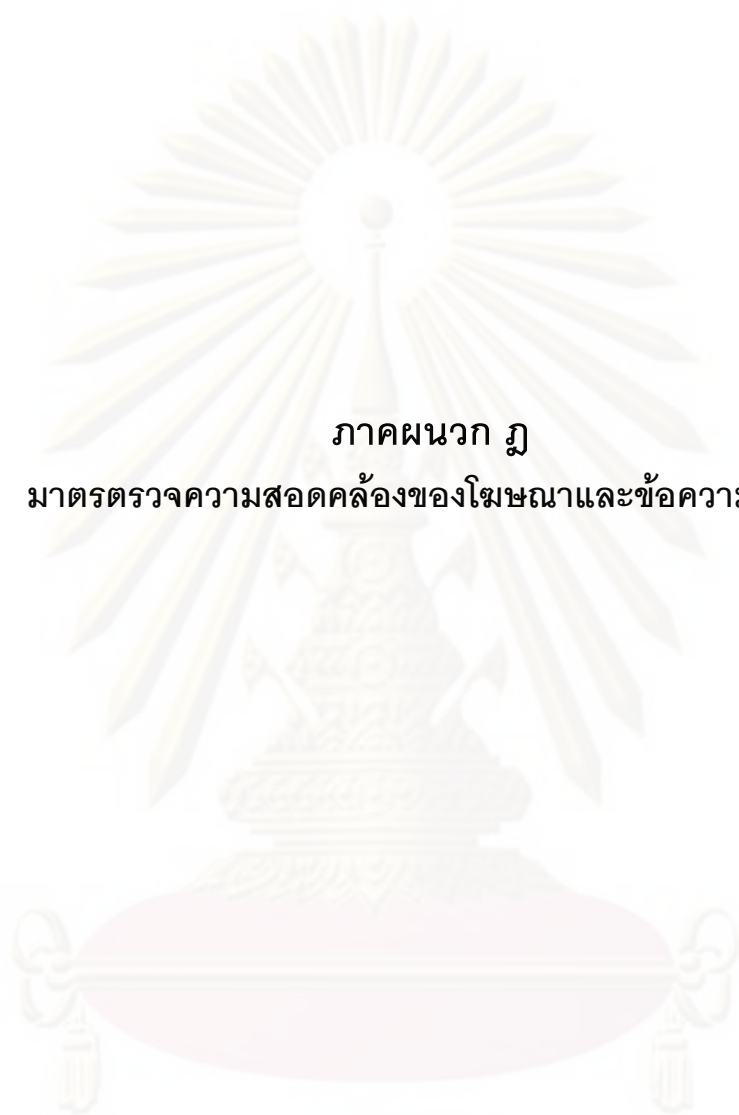 ภาคผนวก ฎ
มาตรตรวจความสอดคล้องของโฆษณาและข้อความ